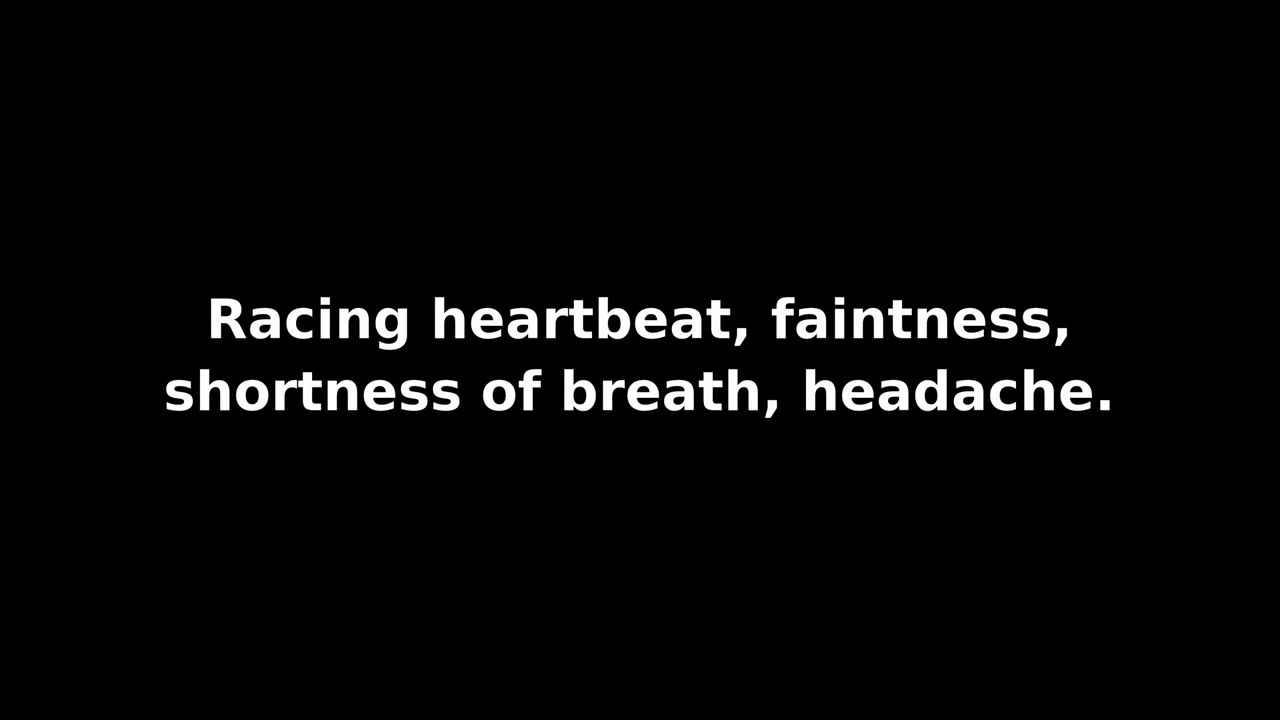 Racing heartbeat, faintness,
shortness of breath, headache.